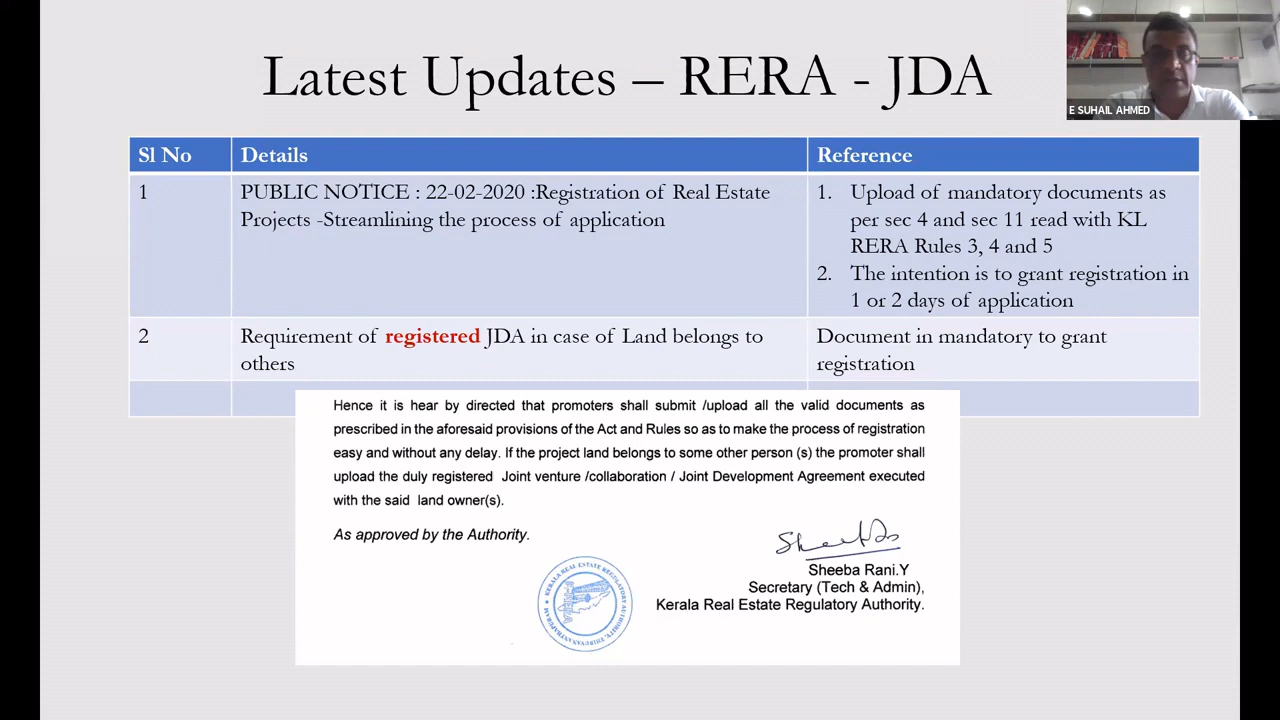 Latest Updates – RERA - JDA
E SUHAIL AHMED
Sl No
Details
Reference
1
PUBLIC NOTICE : 22-02-2020 :Registration of Real Estate
Projects -Streamlining the process of application
1. Upload of mandatory documents as
per sec 4 and sec 11 read with KL
RERA Rules 3, 4 and 5
2. The intention is to grant registration in
1 or 2 days of application
2
Requirement of registered JDA in case of Land belongs to
others
Document in mandatory to grant
registration
Hence it is hear by directed that promoters shall submit /upload all the valid documents as
prescribed in the aforesaid provisions of the Act and Rules so as to make the process of registration
easy and without any delay. If the project land belongs to some other person (s) the promoter shall
upload the duly registered Joint venture /collaboration / Joint Development Agreement executed
with the said land owner(s).
As approved by the Authority.
Sheeba Rani.Y
Secretary (Tech & Admin),
Kerala Real Estate Regulatory Authority.
KERALA REAL ESTATE REGULATORY AUTHORITY, THIRUVANANTHAPURAM